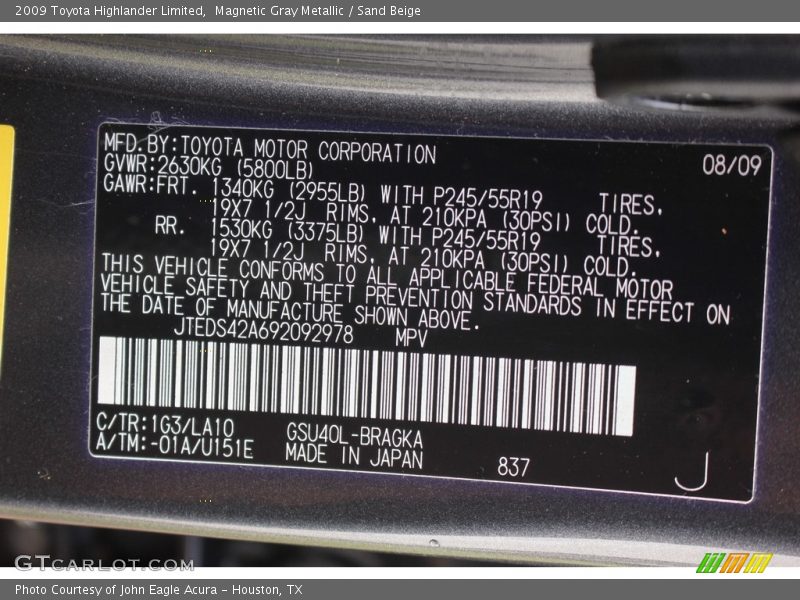 2009 Toyota Highlander Limited,  Magnetic Gray Metallic / Sand Beige
MFD.BY:TOYOTA MOTOR CORPORATION 08/09
GVWR:2630KG (5800LB)
GAWR:FRT. 1340KG (2955LB) WITH P245/55R19 TIRES.
19X7 1/2J RIMS. AT 210KPA (30PSI) COLD.
RR. 1530KG (3375LB) WITH P245/55R19 TIRES.
19X7 1/2J RIMS. AT 210KPA (30PSI) COLD.
THIS VEHICLE CONFORMS TO ALL APPLICABLE FEDERAL MOTOR
VEHICLE SAFETY AND THEFT PREVENTION STANDARDS IN EFFECT ON
THE DATE OF MANUFACTURE SHOWN ABOVE.
JTEDS42A692092978 MPV
C/TR:1G3/LA10 GSU40L-BRAGKA
A/TM:-01A/U151E MADE IN JAPAN 837 J
GTCARLOT.COM
Photo Courtesy of John Eagle Acura - Houston, TX